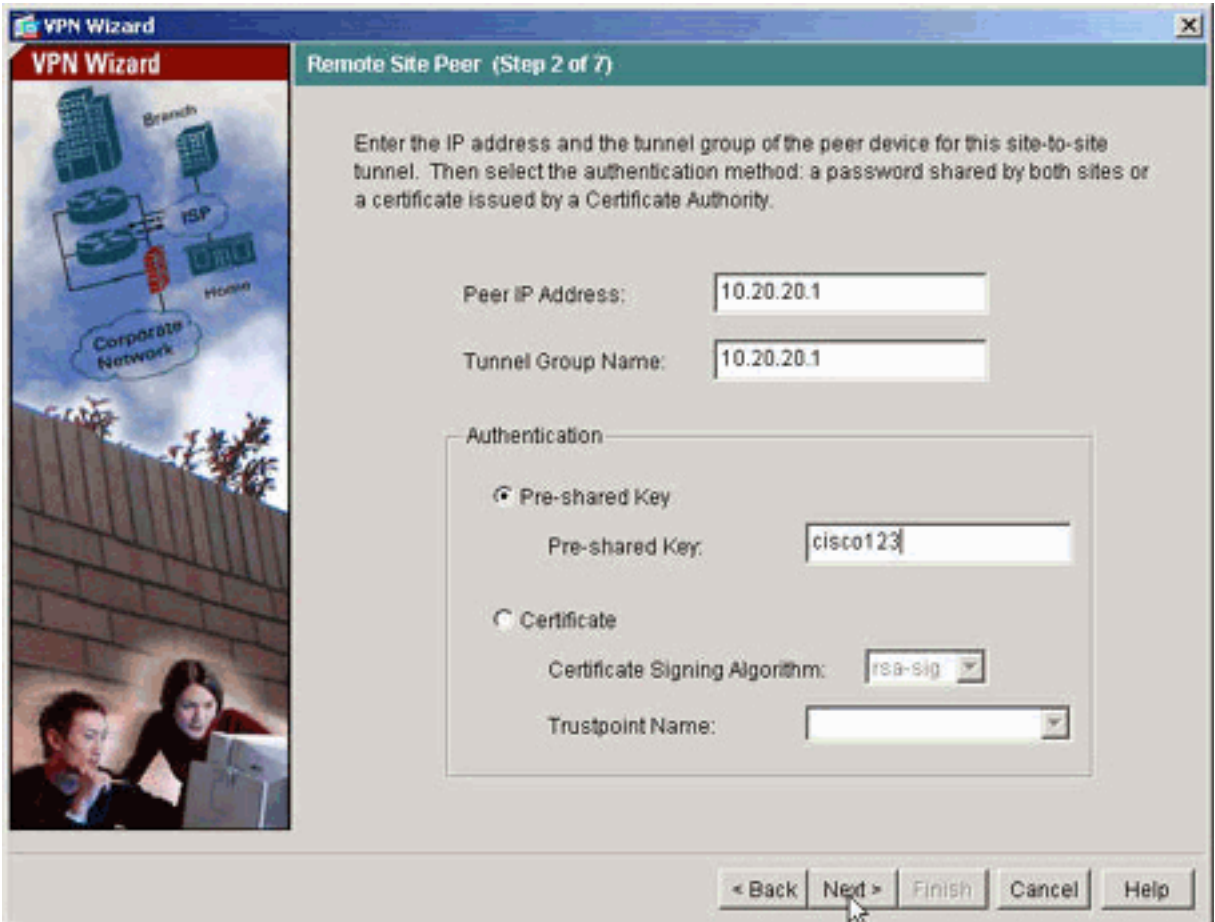 VPN Wizard
VPN Wizard
Remote Site Peer (Step 2 of 7)
Branch
ISP
Home
Corporate
Network
Enter the IP address and the tunnel group of the peer device for this site-to-site
tunnel. Then select the authentication method: a password shared by both sites or
a certificate issued by a Certificate Authority.
Peer IP Address: 10.20.20.1
Tunnel Group Name: 10.20.20.1
Authentication
Pre-shared Key
Pre-shared Key: cisco123
Certificate
Certificate Signing Algorithm: rsa-sig
Trustpoint Name:
< Back Next > Finish Cancel Help